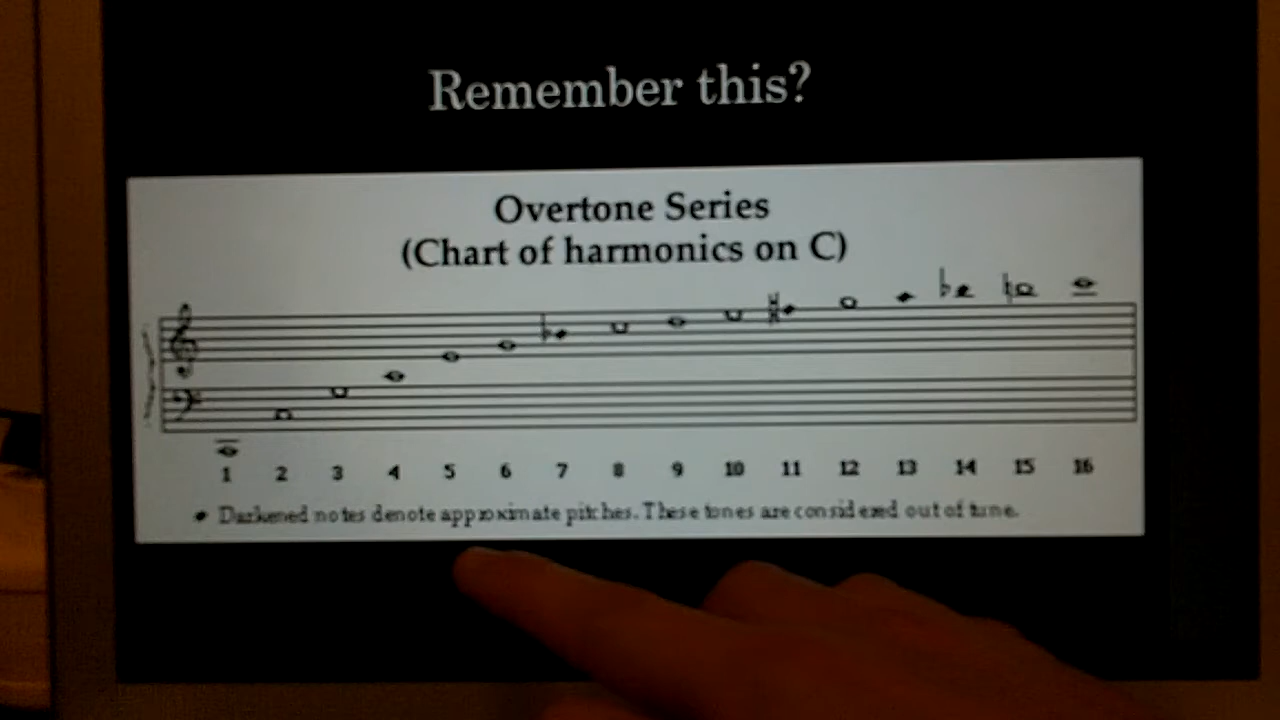 Remember this?
Overtone Series
(Chart of harmonics on C)
1 2 3 4 5 6 7 8 9 10 11 12 13 14 15 16
Darkened notes denote approximate pitches. These tones are considered out of tune.